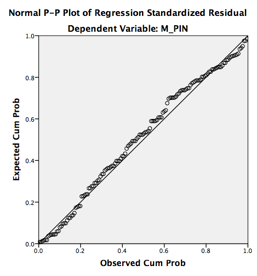 Normal P-P Plot of Regression Standardized Residual
Dependent Variable: M_PIN
1.0
0.8
0.6
0.4
0.2
0.0
Expected Cum Prob
0.0 0.2 0.4 0.6 0.8 1.0
Observed Cum Prob